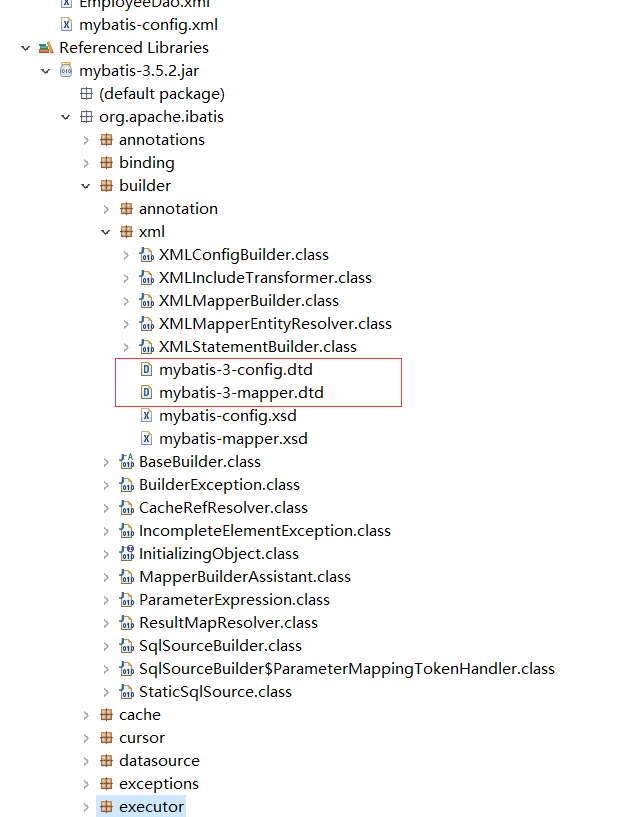 EmployeeDao.xml
mybatis-config.xml
Referenced Libraries
mybatis-3.5.2.jar
(default package)
org.apache.ibatis
annotations
binding
builder
annotation
xml
XMLConfigBuilder.class
XMLIncludeTransformer.class
XMLMapperBuilder.class
XMLMapperEntityResolver.class
XMLStatementBuilder.class
mybatis-3-config.dtd
mybatis-3-mapper.dtd
mybatis-config.xsd
mybatis-mapper.xsd
BaseBuilder.class
BuilderException.class
CacheRefResolver.class
IncompleteElementException.class
InitializingObject.class
MapperBuilderAssistant.class
ParameterExpression.class
ResultMapResolver.class
SqlSourceBuilder.class
SqlSourceBuilder$ParameterMappingTokenHandler.class
StaticSqlSource.class
cache
cursor
datasource
exceptions
executor